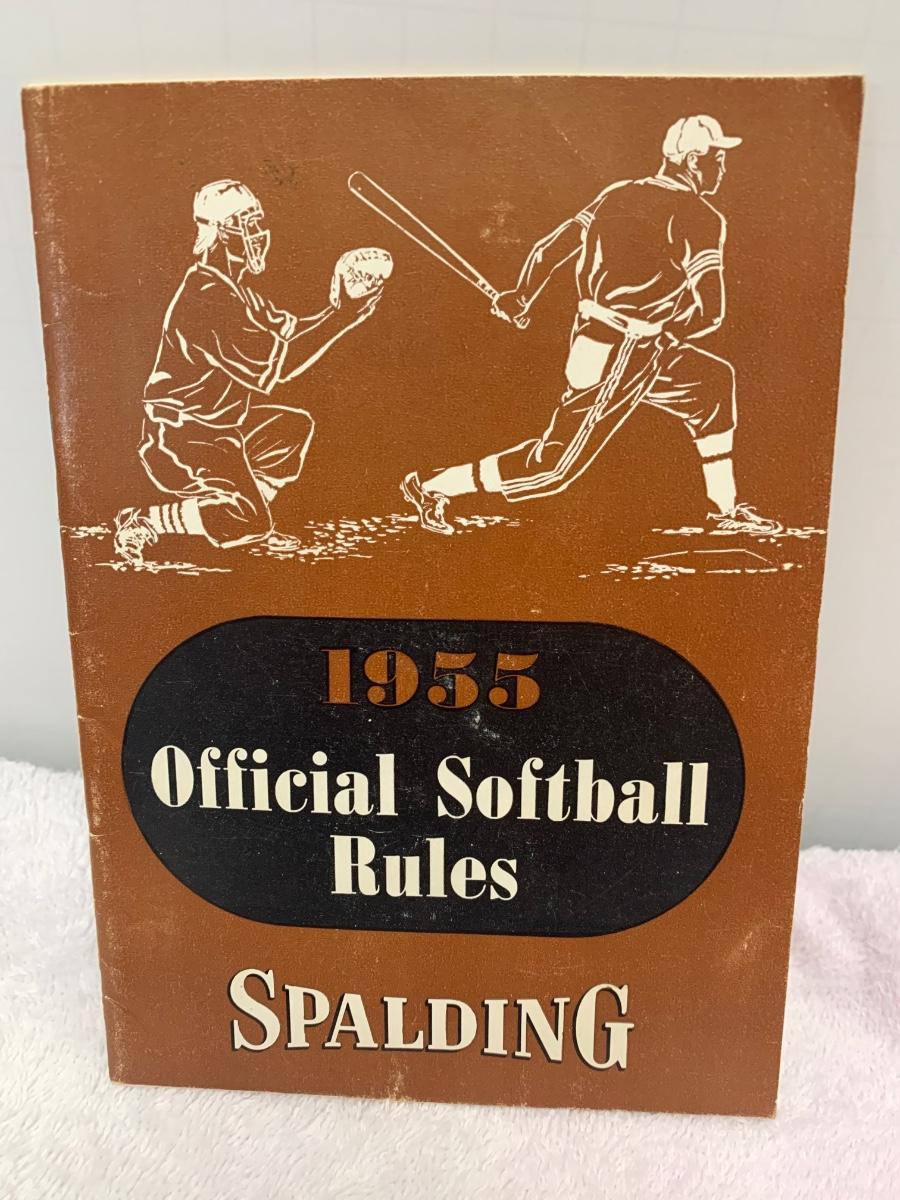 1955
Official Softball
Rules
SPALDING